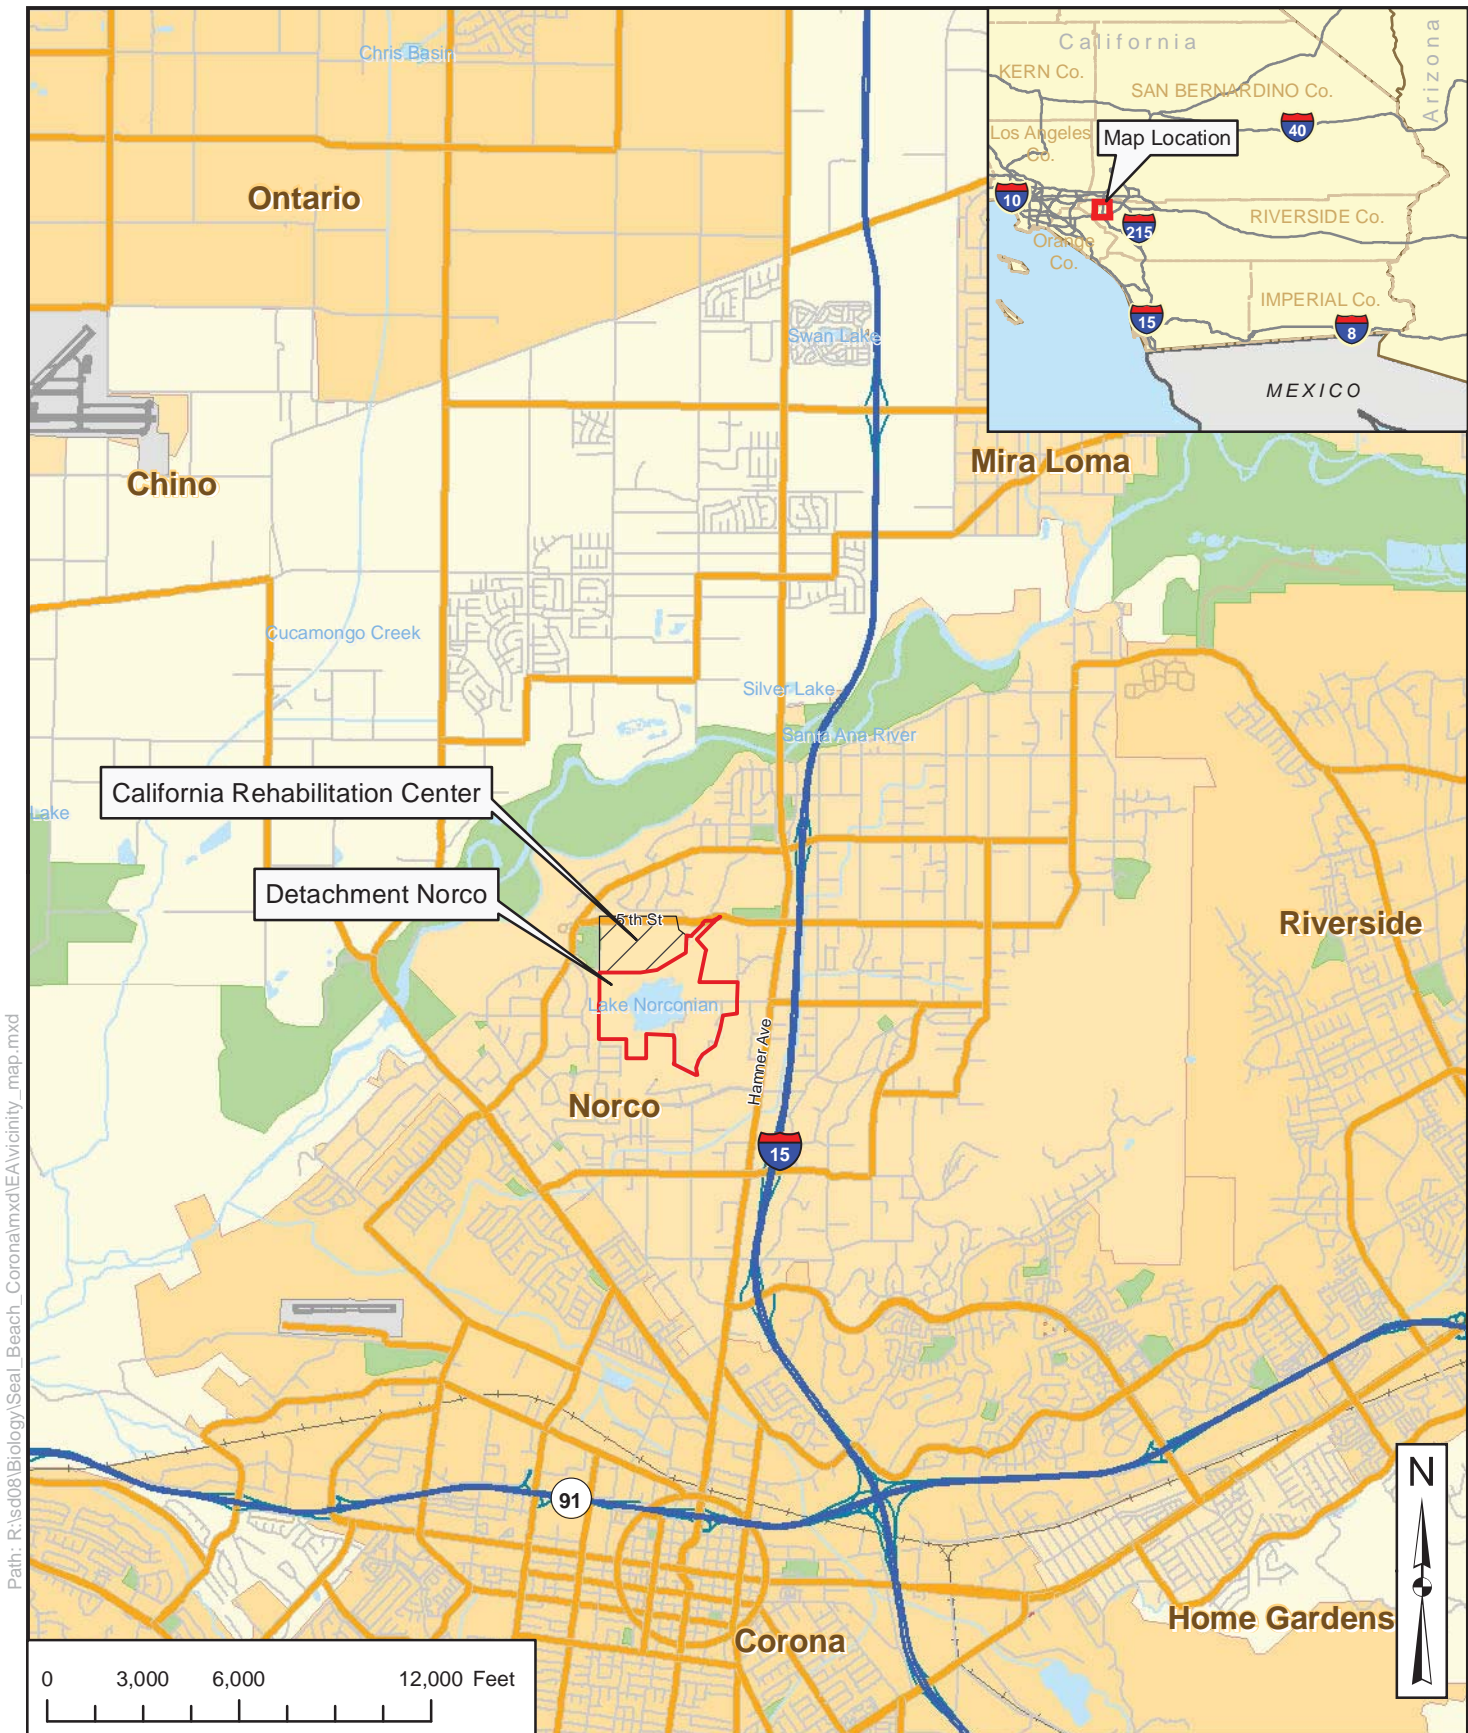 Chris Basin
California
Arizona
KERN Co.
SAN BERNARDINO Co.
40
Los Angeles
Co.
Map Location
10
RIVERSIDE Co.
215
Orange
Co.
IMPERIAL Co.
15
8
MEXICO
Ontario
Swan Lake
Chino
Mira Loma
Cucamongo Creek
Silver Lake
Santa Ana River
California Rehabilitation Center
Lake
Detachment Norco
5 th St
Riverside
Lake Norconian
Hamner Ave
Norco
15
91
N
Home Gardens
Corona
0 3,000 6,000 12,000 Feet
Path: R:\sd08\Biology\Seal_Beach_Corona\mxd\EA\vicinity_map.mxd